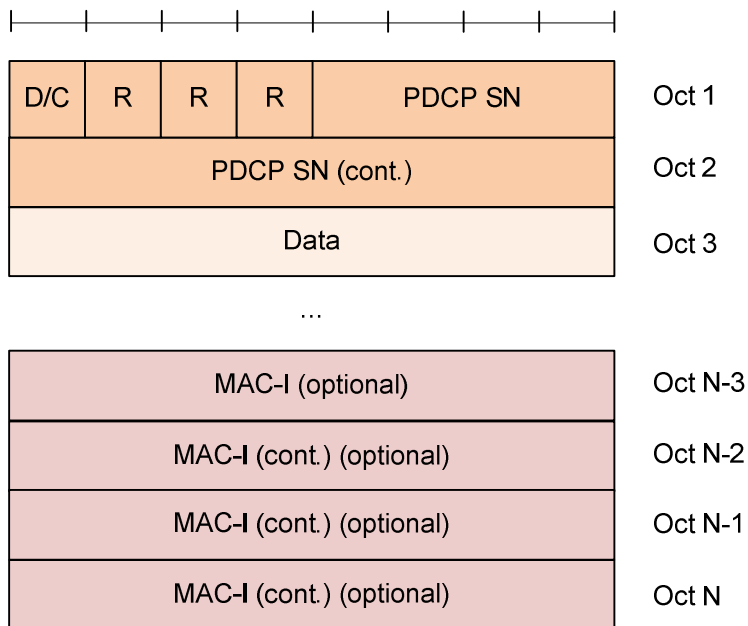 D/C R R R PDCP SN Oct 1
PDCP SN (cont.) Oct 2
Data Oct 3
...
MAC-I (optional) Oct N-3
MAC-I (cont.) (optional) Oct N-2
MAC-I (cont.) (optional) Oct N-1
MAC-I (cont.) (optional) Oct N